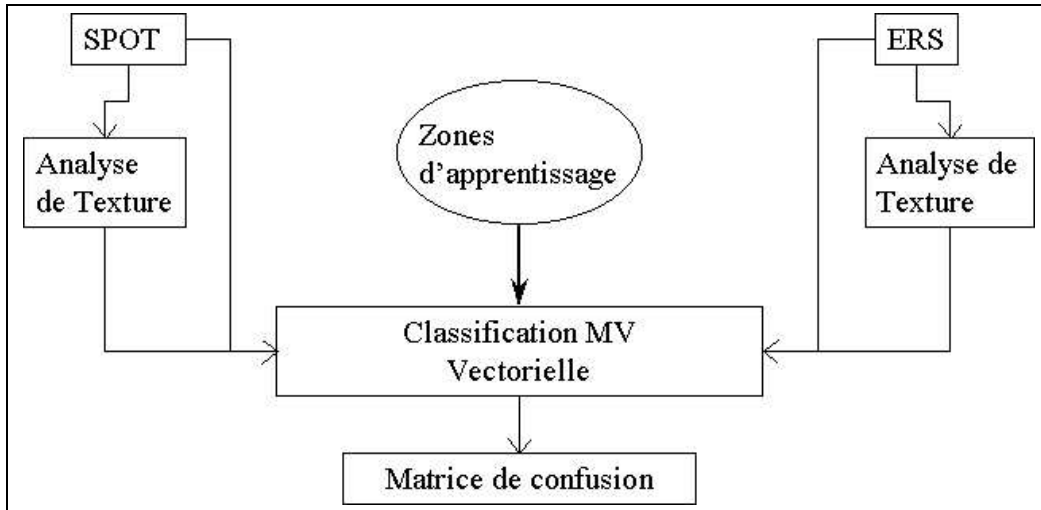 SPOT
ERS
Zones
d'apprentissage
Analyse
de Texture
Analyse de
Texture
Classification MV
Vectorielle
Matrice de confusion